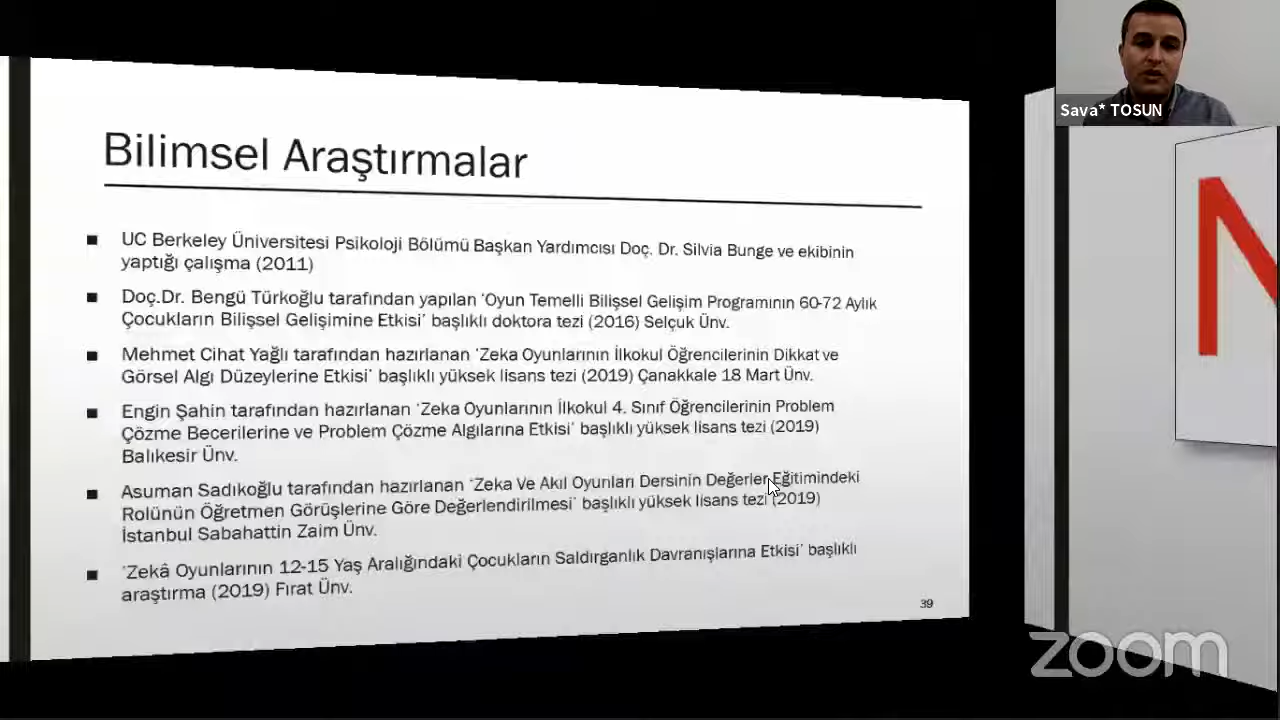 Sava* TOSUN
Bilimsel Araştırmalar
UC Berkeley Üniversitesi Psikoloji Bölümü Başkan Yardımcısı Doç. Dr. Silvia Bunge ve ekibinin
yaptığı çalışma (2011)
Doç.Dr. Bengü Türkoğlu tarafından yapılan 'Oyun Temelli Bilişsel Gelişim Programının 60-72 Aylık
Çocukların Bilişsel Gelişimine Etkisi' başlıklı doktora tezi (2016) Selçuk Ünv.
Mehmet Cihat Yağlı tarafından hazırlanan 'Zeka Oyunlarının İlkokul Öğrencilerinin Dikkat ve
Görsel Algı Düzeylerine Etkisi' başlıklı yüksek lisans tezi (2019) Çanakkale 18 Mart Ünv.
Engin Şahin tarafından hazırlanan 'Zeka Oyunlarının İlkokul 4. Sınıf Öğrencilerinin Problem
Çözme Becerilerine ve Problem Çözme Algılarına Etkisi' başlıklı yüksek lisans tezi (2019)
Balıkesir Ünv.
Asuman Sadıkoğlu tarafından hazırlanan 'Zeka Ve Akıl Oyunları Dersinin Değerler Eğitimindeki
Rolünün Öğretmen Görüşlerine Göre Değerlendirilmesi' başlıklı yüksek lisans tezi (2019)
İstanbul Sabahattin Zaim Ünv.
'Zekâ Oyunlarının 12-15 Yaş Aralığındaki Çocukların Saldırganlık Davranışlarına Etkisi' başlıklı
araştırma (2019) Fırat Ünv.
39
N
zoom